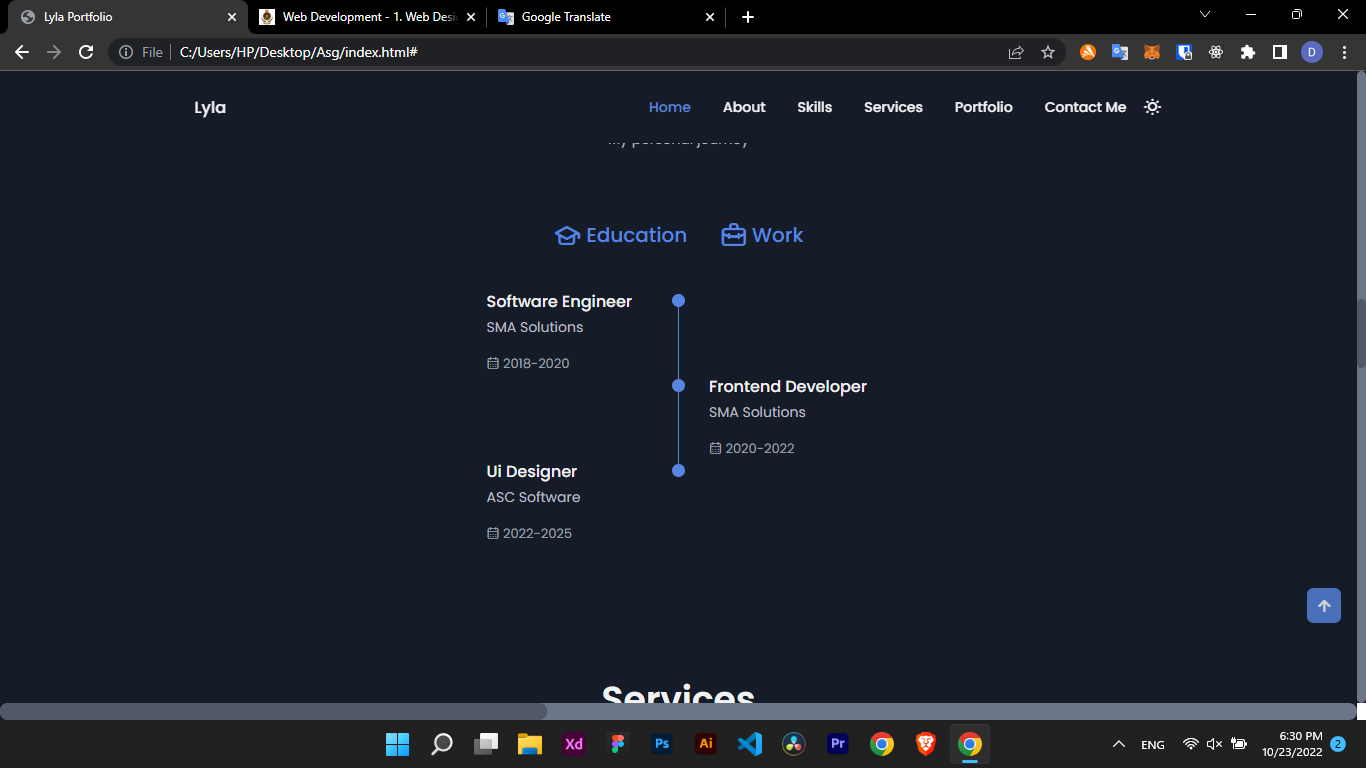 Lyla Portfolio
Web Development - 1. Web Desi
Google Translate
File
C:/Users/HP/Desktop/Asg/index.html#
D
Lyla
Home About Skills Services Portfolio Contact Me
My personal journey
Education Work
Software Engineer
SMA Solutions
2018-2020
Frontend Developer
SMA Solutions
2020-2022
Ui Designer
ASC Software
2022-2025
Services
Xd
Ps
Ai
Pr
ENG
6:30 PM
10/23/2022
2